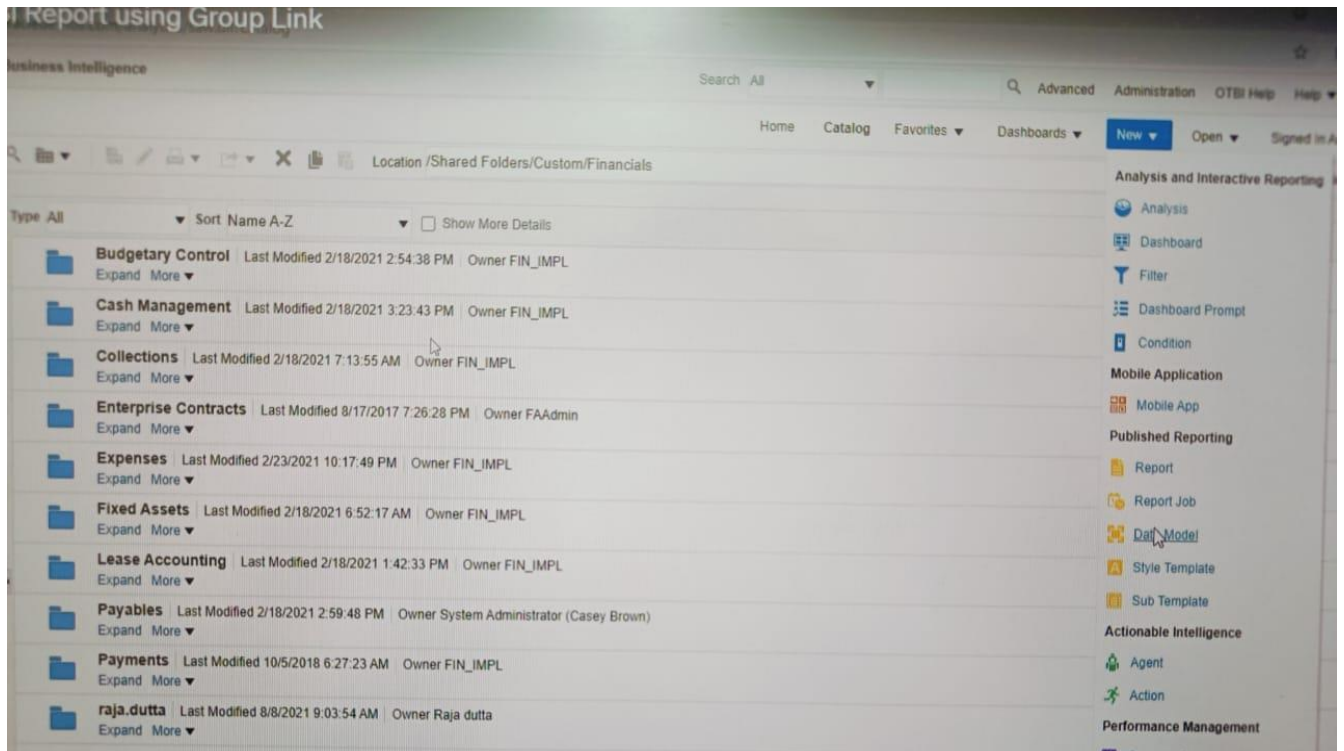 Report using Group Link
Business Intelligence
Search All Advanced Administration OTBI Help Help
Home Catalog Favorites Dashboards New Open Signed In A
Location /Shared Folders/Custom/Financials
Type All Sort Name A-Z Show More Details
Budgetary Control Last Modified 2/18/2021 2:54:38 PM Owner FIN_IMPL
Expand More
Cash Management Last Modified 2/18/2021 3:23:43 PM Owner FIN_IMPL
Expand More
Collections Last Modified 2/18/2021 7:13:55 AM Owner FIN_IMPL
Expand More
Enterprise Contracts Last Modified 8/17/2017 7:26:28 PM Owner FAAdmin
Expand More
Expenses Last Modified 2/23/2021 10:17:49 PM Owner FIN_IMPL
Expand More
Fixed Assets Last Modified 2/18/2021 6:52:17 AM Owner FIN_IMPL
Expand More
Lease Accounting Last Modified 2/18/2021 1:42:33 PM Owner FIN_IMPL
Expand More
Payables Last Modified 2/18/2021 2:59:48 PM Owner System Administrator (Casey Brown)
Expand More
Payments Last Modified 10/5/2018 6:27:23 AM Owner FIN_IMPL
Expand More
raja.dutta Last Modified 8/8/2021 9:03:54 AM Owner Raja dutta
Expand More
Analysis and Interactive Reporting
Analysis
Dashboard
Filter
Dashboard Prompt
Condition
Mobile Application
Mobile App
Published Reporting
Report
Report Job
Data Model
Style Template
Sub Template
Actionable Intelligence
Agent
Action
Performance Management